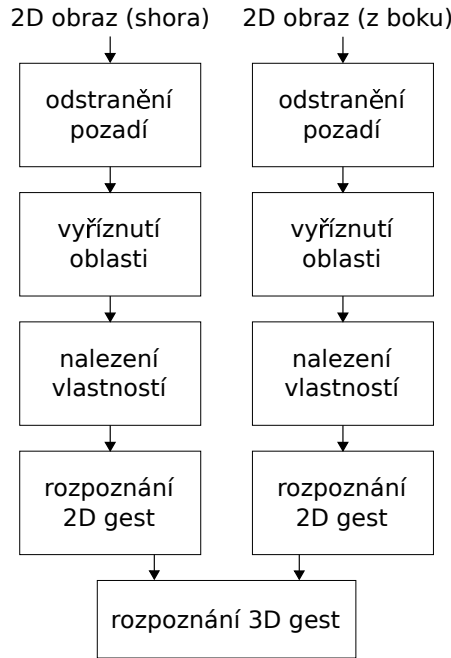 2D obraz (shora)
odstranění
pozadí
vyříznutí
oblasti
nalezení
vlastností
rozpoznání
2D gest
2D obraz (z boku)
odstranění
pozadí
vyříznutí
oblasti
nalezení
vlastností
rozpoznání
2D gest
rozpoznání 3D gest